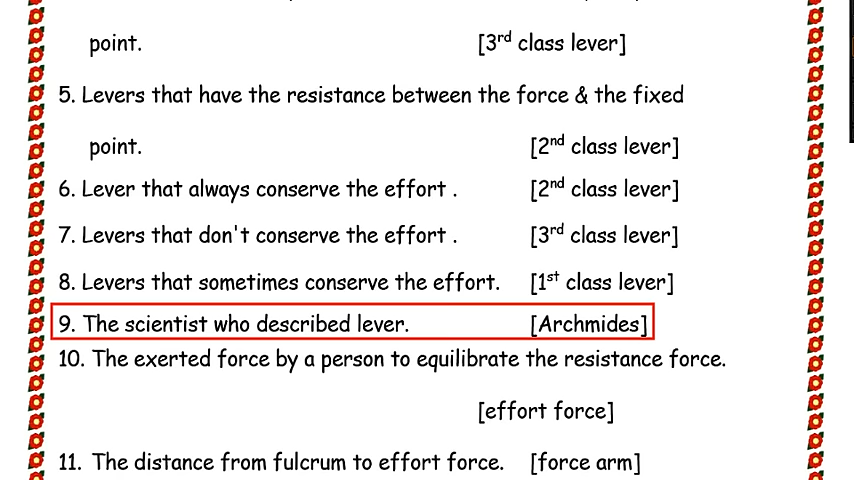 point. [3rd class lever]
5. Levers that have the resistance between the force & the fixed
point. [2nd class lever]
6. Lever that always conserve the effort . [2nd class lever]
7. Levers that don't conserve the effort . [3rd class lever]
8. Levers that sometimes conserve the effort. [1st class lever]
9. The scientist who described lever. [Archmides]
10. The exerted force by a person to equilibrate the resistance force.
[effort force]
11. The distance from fulcrum to effort force. [force arm]